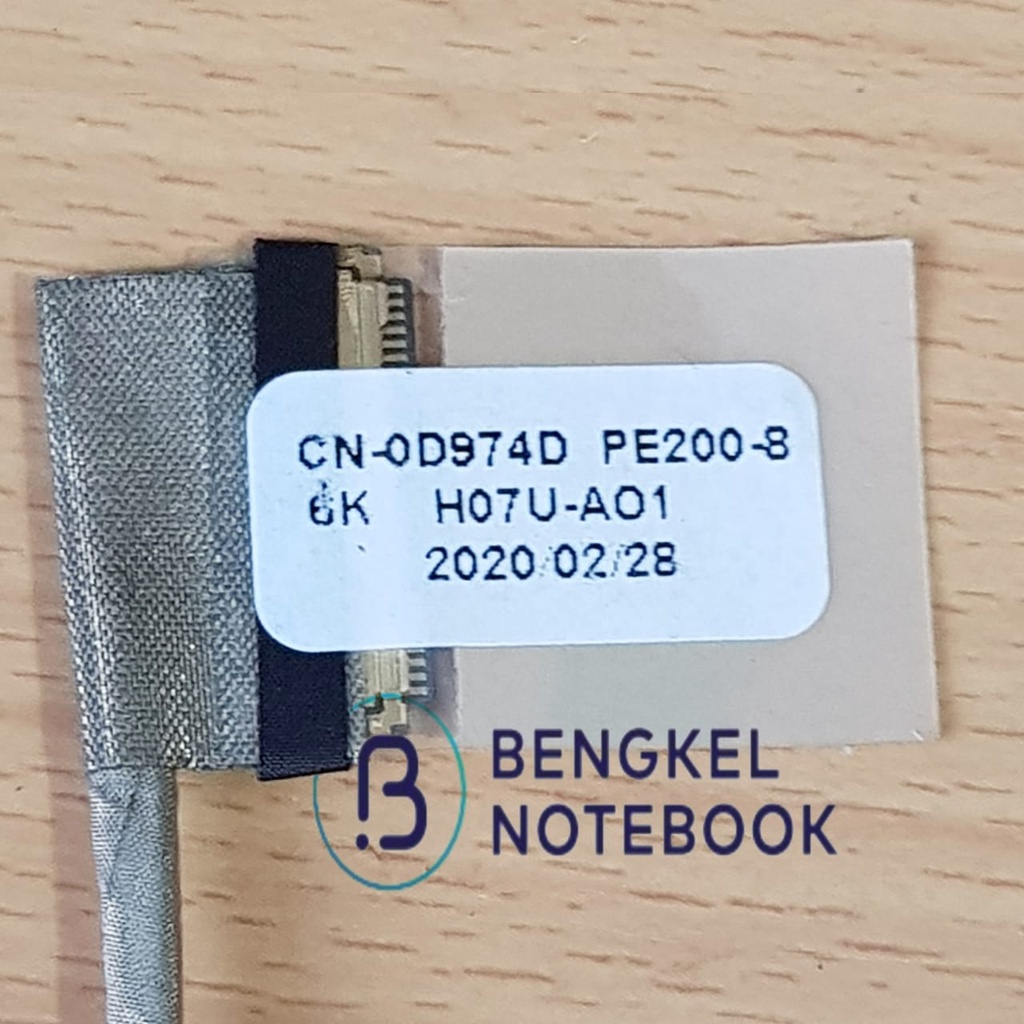 CN-0D974D PE200-8
6K H07U-A01
2020/02/28
BENGKEL
NOTEBOOK